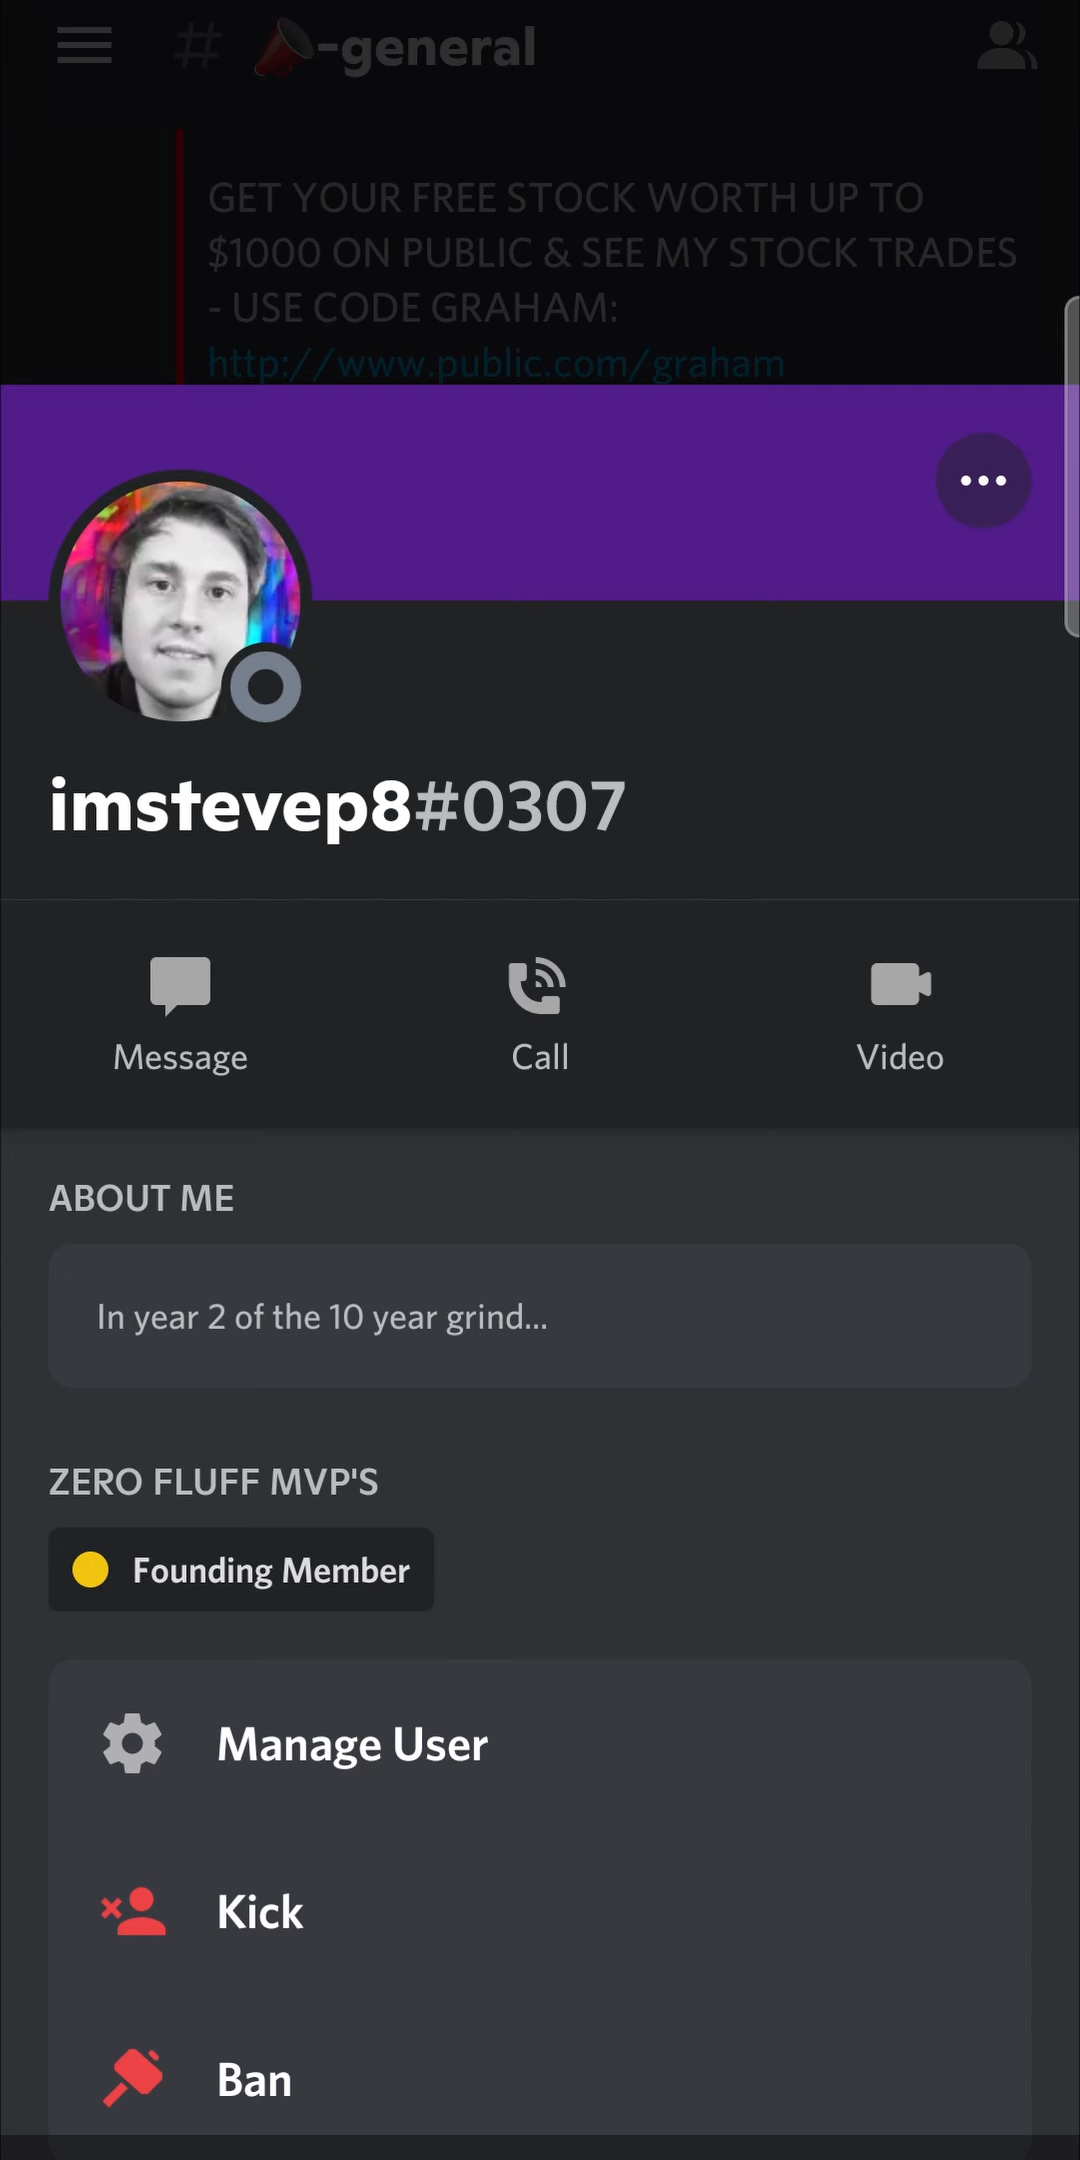 # 📣-general
GET YOUR FREE STOCK WORTH UP TO
$1000 ON PUBLIC & SEE MY STOCK TRADES
- USE CODE GRAHAM:
http://www.public.com/graham
imstevep8#0307
Message
Call
Video
ABOUT ME
In year 2 of the 10 year grind...
ZERO FLUFF MVP'S
Founding Member
Manage User
Kick
Ban